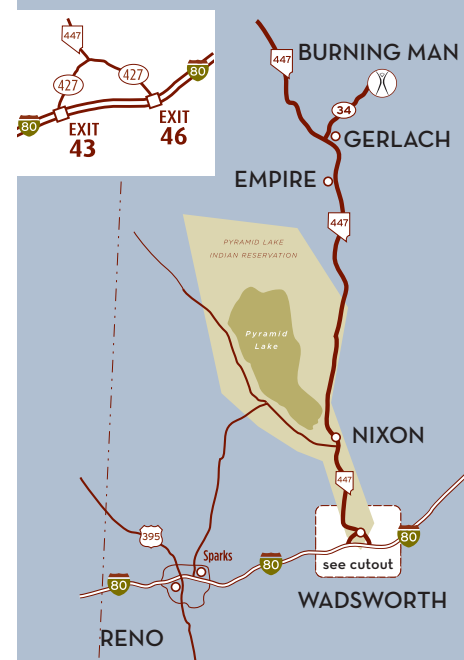 447
427
427
80
EXIT
43
EXIT
46
80
447
BURNING MAN
34
GERLACH
EMPIRE
447
PYRAMID LAKE
INDIAN RESERVATION
Pyramid
Lake
NIXON
447
395
Sparks
80
80
see cutout
80
WADSWORTH
RENO